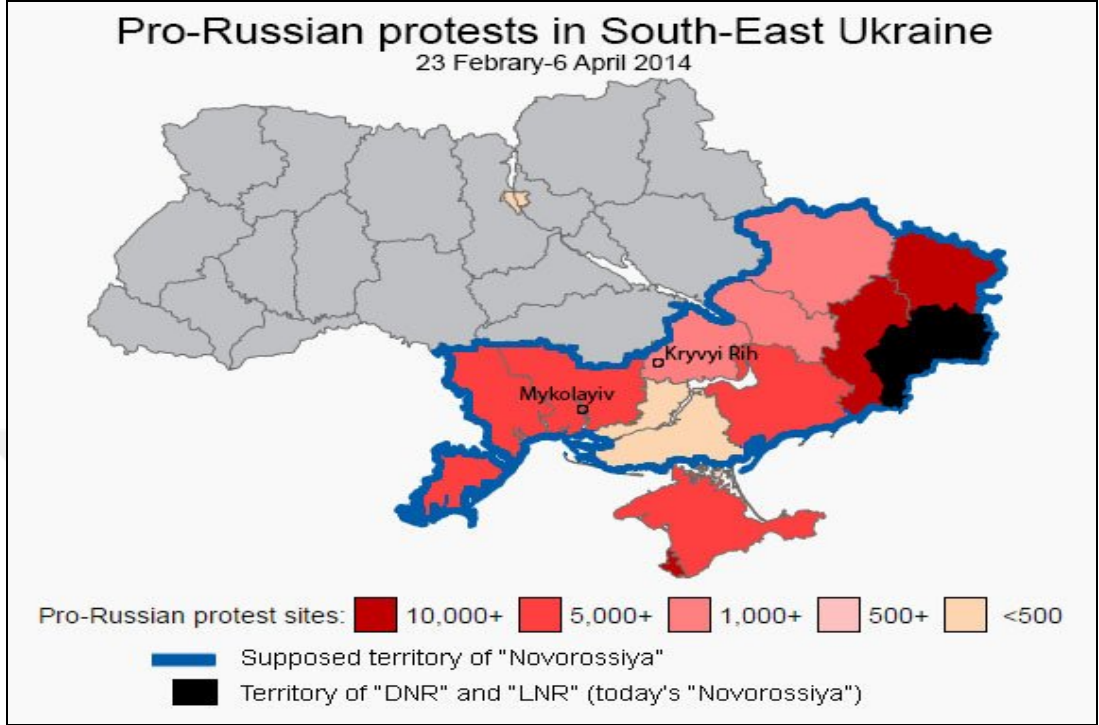 Pro-Russian protests in South-East Ukraine
23 Febrary-6 April 2014
Kryvyi Rih
Mykolayiv
Pro-Russian protest sites: 10,000+ 5,000+ 1,000+ 500+ <500
Supposed territory of "Novorossiya"
Territory of "DNR" and "LNR" (today's "Novorossiya")